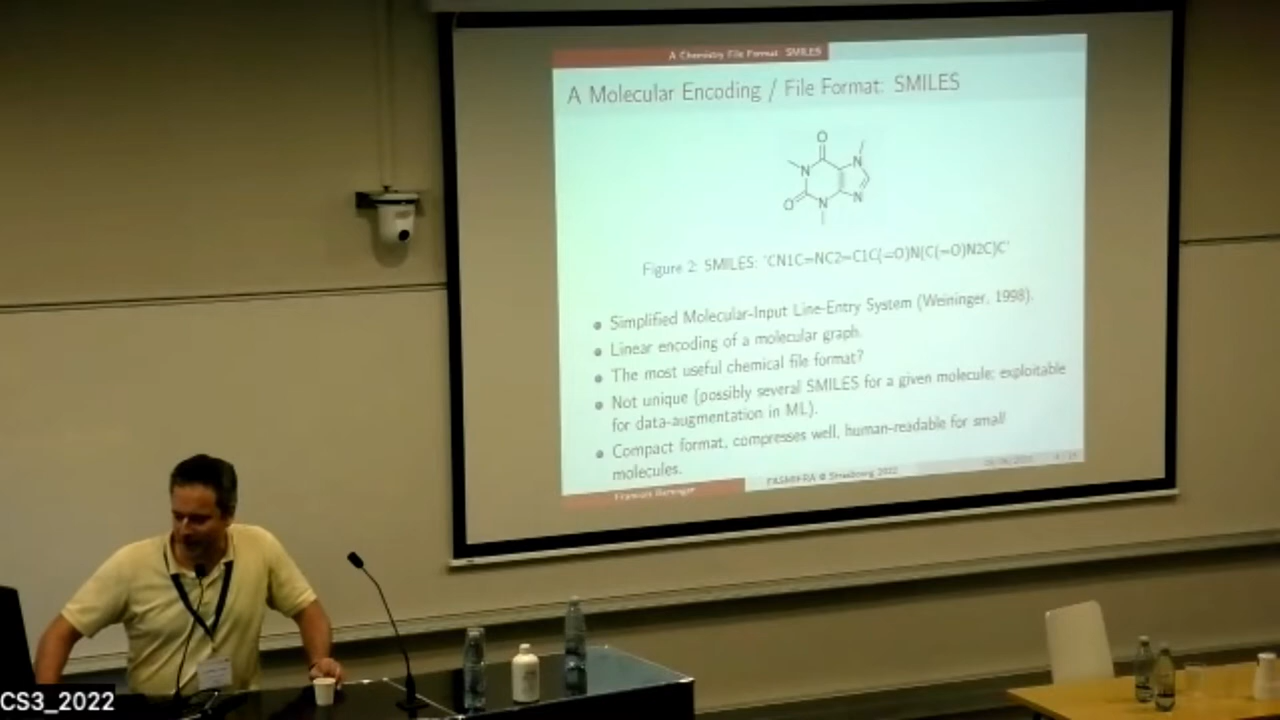 A Chemistry File Format: SMILES
A Molecular Encoding / File Format: SMILES
O
N
N
O
N
N
Figure 2: SMILES: 'CN1C=NC2=C1C(=O)N(C(=O)N2C)C'
Simplified Molecular-Input Line-Entry System (Weininger, 1998).
Linear encoding of a molecular graph.
The most useful chemical file format?
Not unique (possibly several SMILES for a given molecule; exploitable
for data-augmentation in ML).
Compact format, compresses well, human-readable for small
molecules.
FASMIFRA @ Strasbourg 2022
CS3_2022